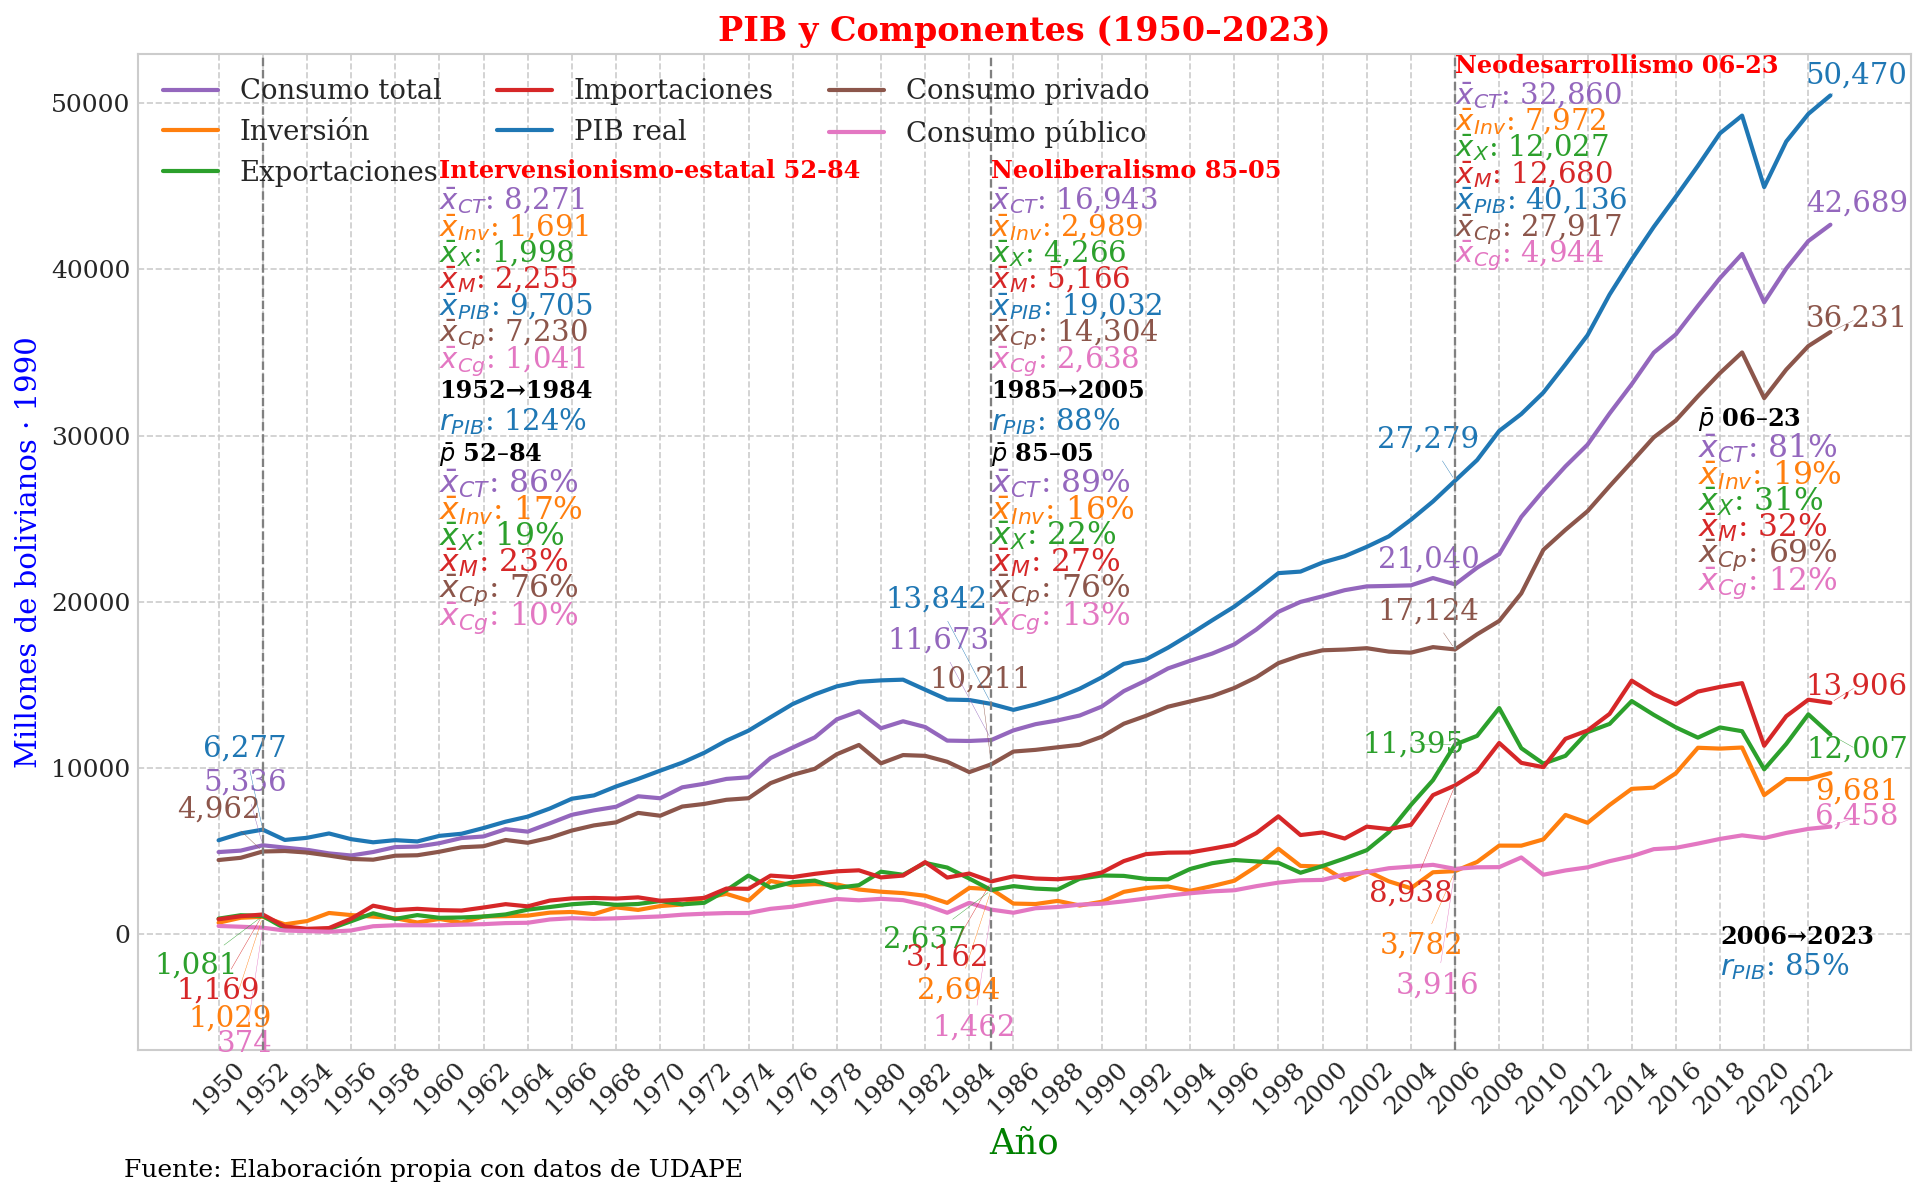 PIB y Componentes (1950–2023)
Consumo total
Inversión
Exportaciones
Importaciones
PIB real
Consumo privado
Consumo público
Intervensionismo-estatal 52-84
x̄CT: 8,271
x̄Inv: 1,691
x̄X: 1,998
x̄M: 2,255
x̄PIB: 9,705
x̄Cp: 7,230
x̄Cg: 1,041
1952→1984
rPIB: 124%
p̄ 52–84
x̄CT: 86%
x̄Inv: 17%
x̄X: 19%
x̄M: 23%
x̄Cp: 76%
x̄Cg: 10%
Neoliberalismo 85-05
x̄CT: 16,943
x̄Inv: 2,989
x̄X: 4,266
x̄M: 5,166
x̄PIB: 19,032
x̄Cp: 14,304
x̄Cg: 2,638
1985→2005
rPIB: 88%
p̄ 85–05
x̄CT: 89%
x̄Inv: 16%
x̄X: 22%
x̄M: 27%
x̄Cp: 76%
x̄Cg: 13%
Neodesarrollismo 06-23
x̄CT: 32,860
x̄Inv: 7,972
x̄X: 12,027
x̄M: 12,680
x̄PIB: 40,136
x̄Cp: 27,917
x̄Cg: 4,944
p̄ 06–23
x̄CT: 81%
x̄Inv: 19%
x̄X: 31%
x̄M: 32%
x̄Cp: 69%
x̄Cg: 12%
2006→2023
rPIB: 85%
6,277
5,336
4,962
1,081
1,169
1,029
374
13,842
11,673
10,211
2,637
3,162
2,694
1,462
27,279
21,040
17,124
11,395
8,938
3,782
3,916
50,470
42,689
36,231
13,906
12,007
9,681
6,458
50000
40000
30000
20000
10000
0
Millones de bolivianos · 1990
1950 1952 1954 1956 1958 1960 1962 1964 1966 1968 1970 1972 1974 1976 1978 1980 1982 1984 1986 1988 1990 1992 1994 1996 1998 2000 2002 2004 2006 2008 2010 2012 2014 2016 2018 2020 2022
Año
Fuente: Elaboración propia con datos de UDAPE